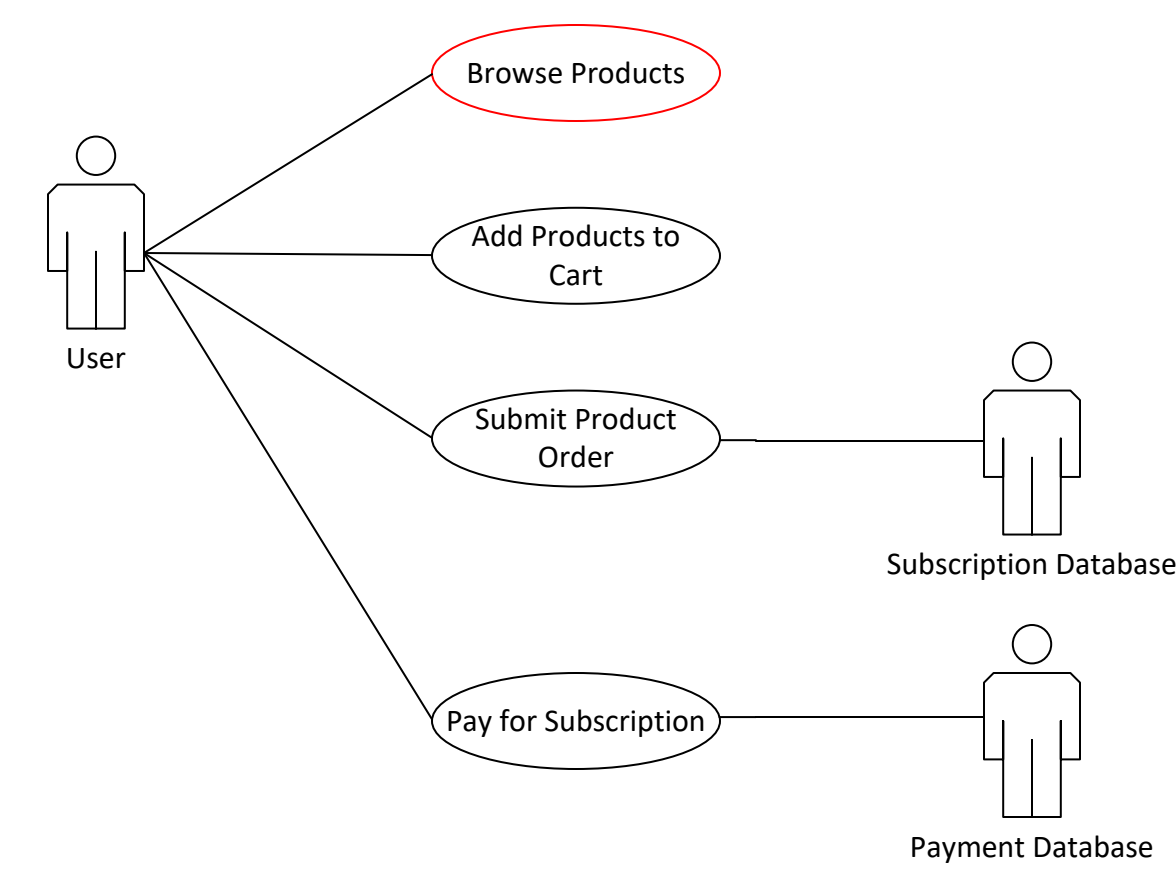 Browse Products
Add Products to
Cart
User
Submit Product
Order
Subscription Database
Pay for Subscription
Payment Database